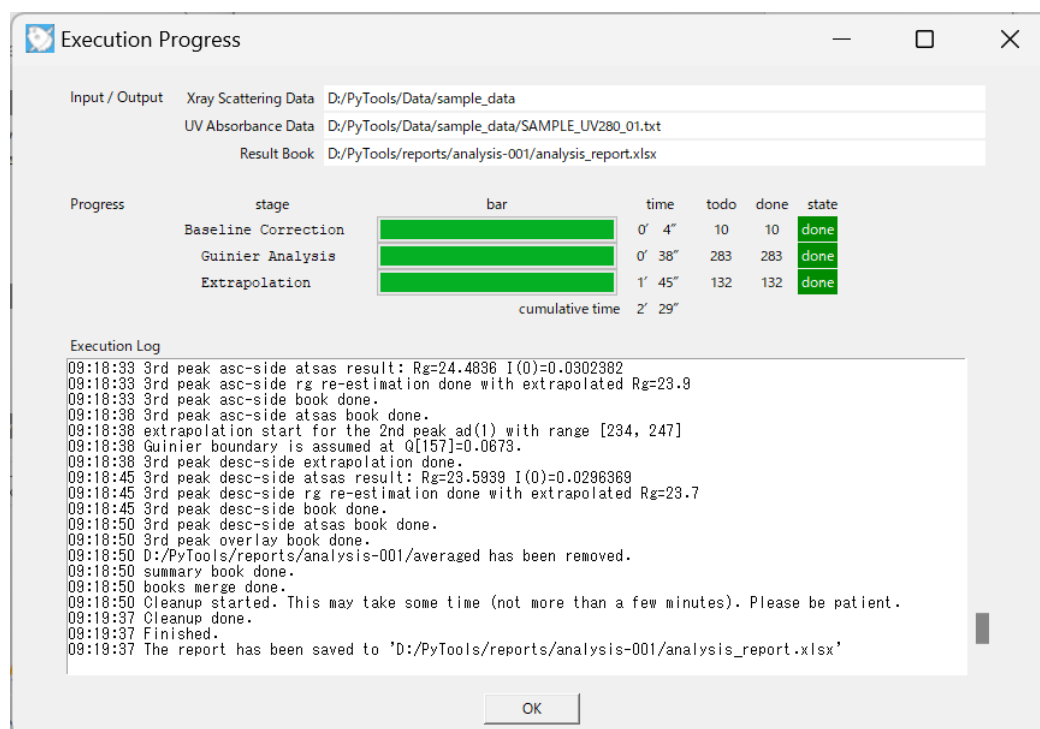 Execution Progress
Input / Output Xray Scattering Data D:/PyTools/Data/sample_data
UV Absorbance Data D:/PyTools/Data/sample_data/SAMPLE_UV280_01.txt
Result Book D:/PyTools/reports/analysis-001/analysis_report.xlsx
Progress stage bar time todo done state
Baseline Correction 0′ 4″ 10 10 done
Guinier Analysis 0′ 38″ 283 283 done
Extrapolation 1′ 45″ 132 132 done
cumulative time 2′ 29″
Execution Log
09:18:33 3rd peak asc-side atsas result: Rg=24.4836 I(0)=0.0302382
09:18:33 3rd peak asc-side rg re-estimation done with extrapolated Rg=23.9
09:18:33 3rd peak asc-side book done.
09:18:38 3rd peak asc-side atsas book done.
09:18:38 extrapolation start for the 2nd peak ad(1) with range [234, 247]
09:18:38 Guinier boundary is assumed at Q[157]=0.0673.
09:18:38 3rd peak desc-side extrapolation done.
09:18:45 3rd peak desc-side atsas result: Rg=23.5939 I(0)=0.0296369
09:18:45 3rd peak desc-side rg re-estimation done with extrapolated Rg=23.7
09:18:45 3rd peak desc-side book done.
09:18:50 3rd peak desc-side atsas book done.
09:18:50 3rd peak overlay book done.
09:18:50 D:/PyTools/reports/analysis-001/averaged has been removed.
09:18:50 summary book done.
09:18:50 books merge done.
09:18:50 Cleanup started. This may take some time (not more than a few minutes). Please be patient.
09:19:37 Cleanup done.
09:19:37 Finished.
09:19:37 The report has been saved to 'D:/PyTools/reports/analysis-001/analysis_report.xlsx'
OK